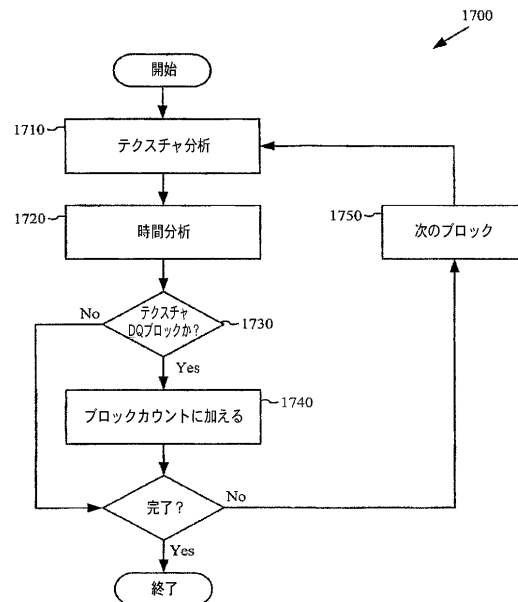 1700
開始
1710
テクスチャ分析
1720
時間分析
1750
次のブロック
No
テクスチャ
DQブロックか?
1730
Yes
ブロックカウントに加える
1740
完了?
No
Yes
終了